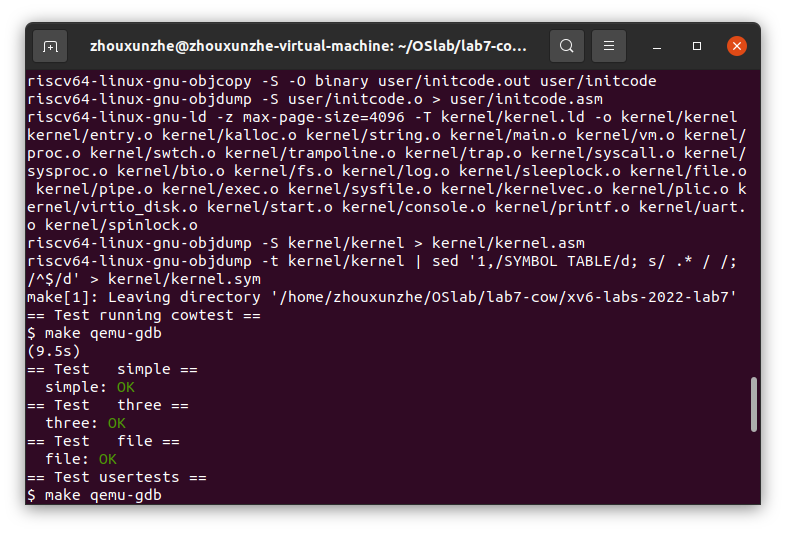 zhouxunzhe@zhouxunzhe-virtual-machine: ~/OSlab/lab7-co...
riscv64-linux-gnu-objcopy -S -O binary user/initcode.out user/initcode
riscv64-linux-gnu-objdump -S user/initcode.o > user/initcode.asm
riscv64-linux-gnu-ld -z max-page-size=4096 -T kernel/kernel.ld -o kernel/kernel
kernel/entry.o kernel/kalloc.o kernel/string.o kernel/main.o kernel/vm.o kernel/
proc.o kernel/swtch.o kernel/trampoline.o kernel/trap.o kernel/syscall.o kernel/
sysproc.o kernel/bio.o kernel/fs.o kernel/log.o kernel/sleeplock.o kernel/file.o
 kernel/pipe.o kernel/exec.o kernel/sysfile.o kernel/kernelvec.o kernel/plic.o k
ernel/virtio_disk.o kernel/start.o kernel/console.o kernel/printf.o kernel/uart.
o kernel/spinlock.o
riscv64-linux-gnu-objdump -S kernel/kernel > kernel/kernel.asm
riscv64-linux-gnu-objdump -t kernel/kernel | sed '1,/SYMBOL TABLE/d; s/ .* / /;
/^$/d' > kernel/kernel.sym
make[1]: Leaving directory '/home/zhouxunzhe/OSlab/lab7-cow/xv6-labs-2022-lab7'
== Test running cowtest ==
$ make qemu-gdb
(9.5s)
== Test   simple ==
  simple: OK
== Test   three ==
  three: OK
== Test   file ==
  file: OK
== Test usertests ==
$ make qemu-gdb